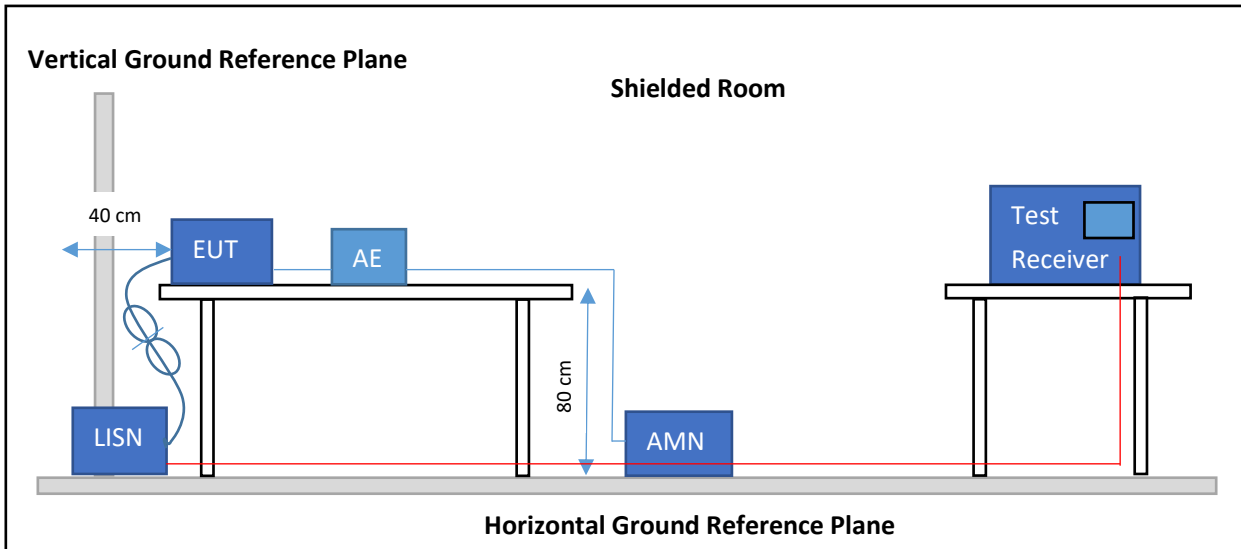 Vertical Ground Reference Plane
Shielded Room
40 cm
EUT
AE
Test
Receiver
80 cm
LISN
AMN
Horizontal Ground Reference Plane